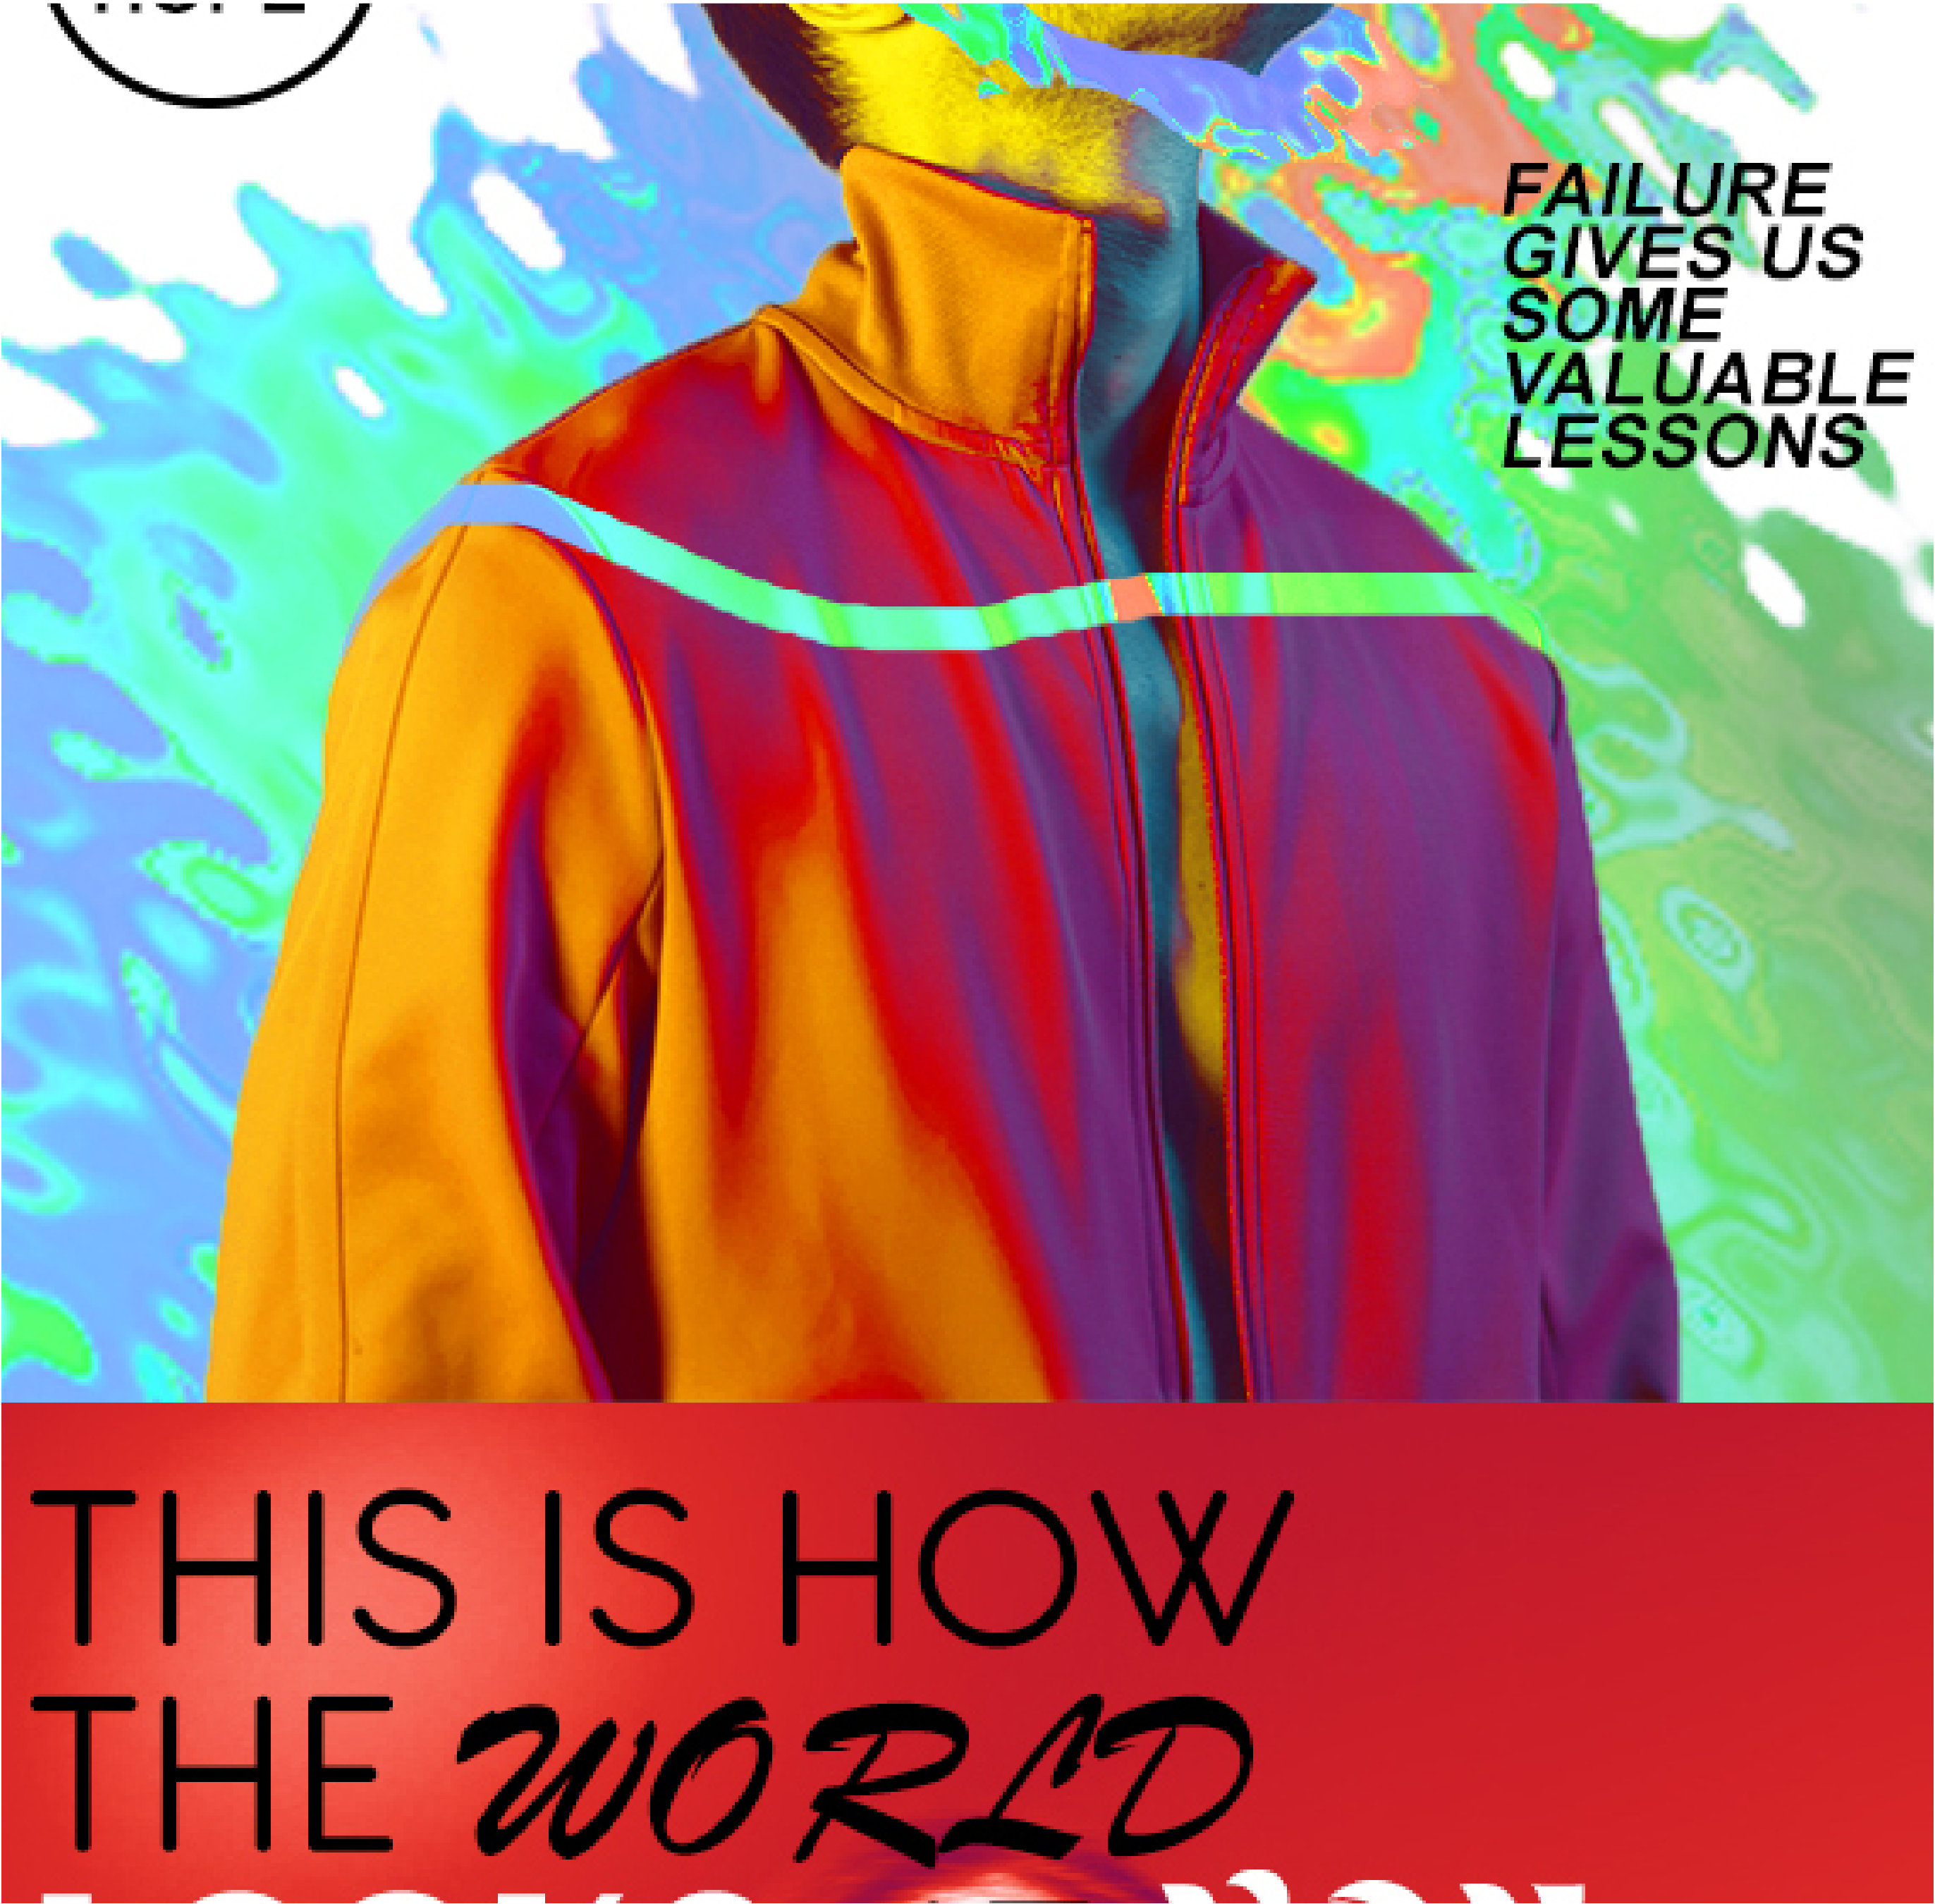 FAILURE
GIVES US
SOME
VALUABLE
LESSONS
THIS IS HOW
THE WORLD